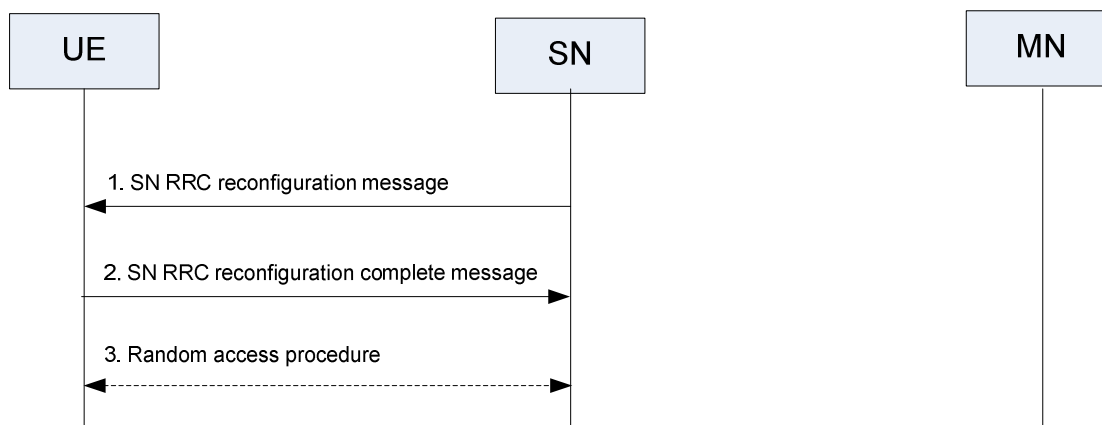 UE
SN
MN
1. SN RRC reconfiguration message
2. SN RRC reconfiguration complete message
3. Random access procedure